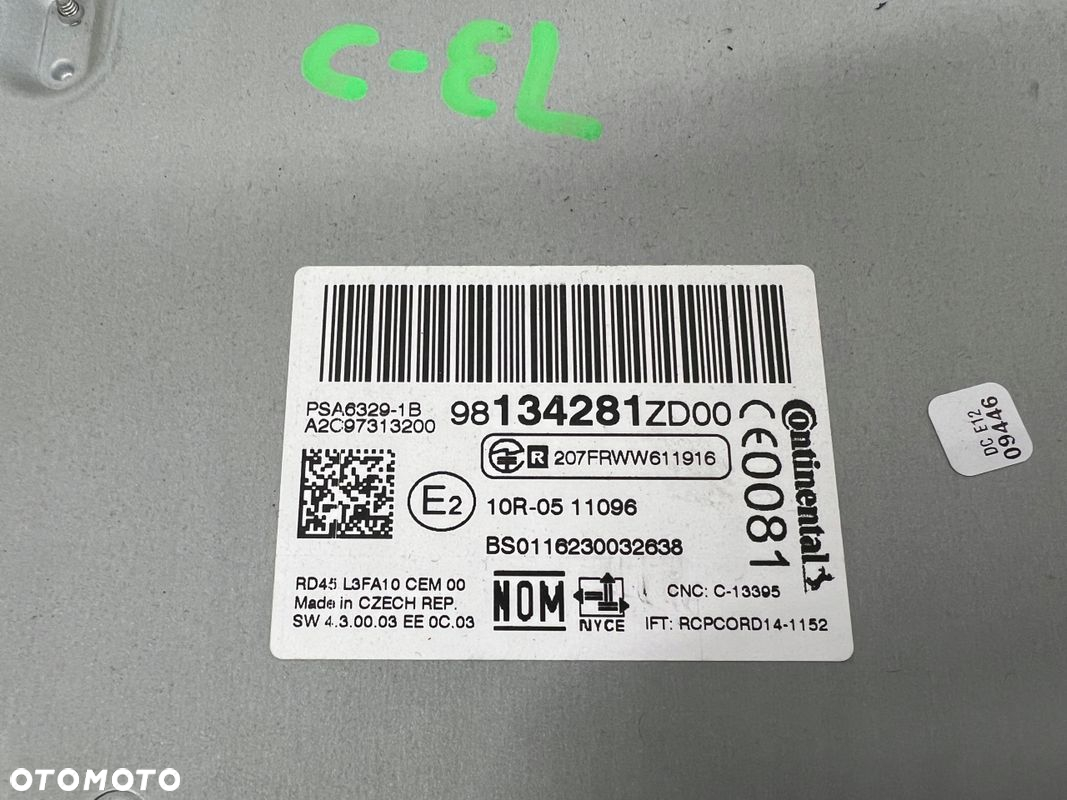 C-EL
PSA6329-1B
A2C97313200
98134281ZD00
R 207FRWW611916
CE0081
Continental
E2
10R-05 11096
BS0116230032638
RD45 L3FA10 CEM 00
Made in CZECH REP.
SW 4.3.00.03 EE 0C.03
NOM
NYCE
CNC: C-13395
IFT: RCPCORD14-1152
DC E12
09446
OTOMOTO